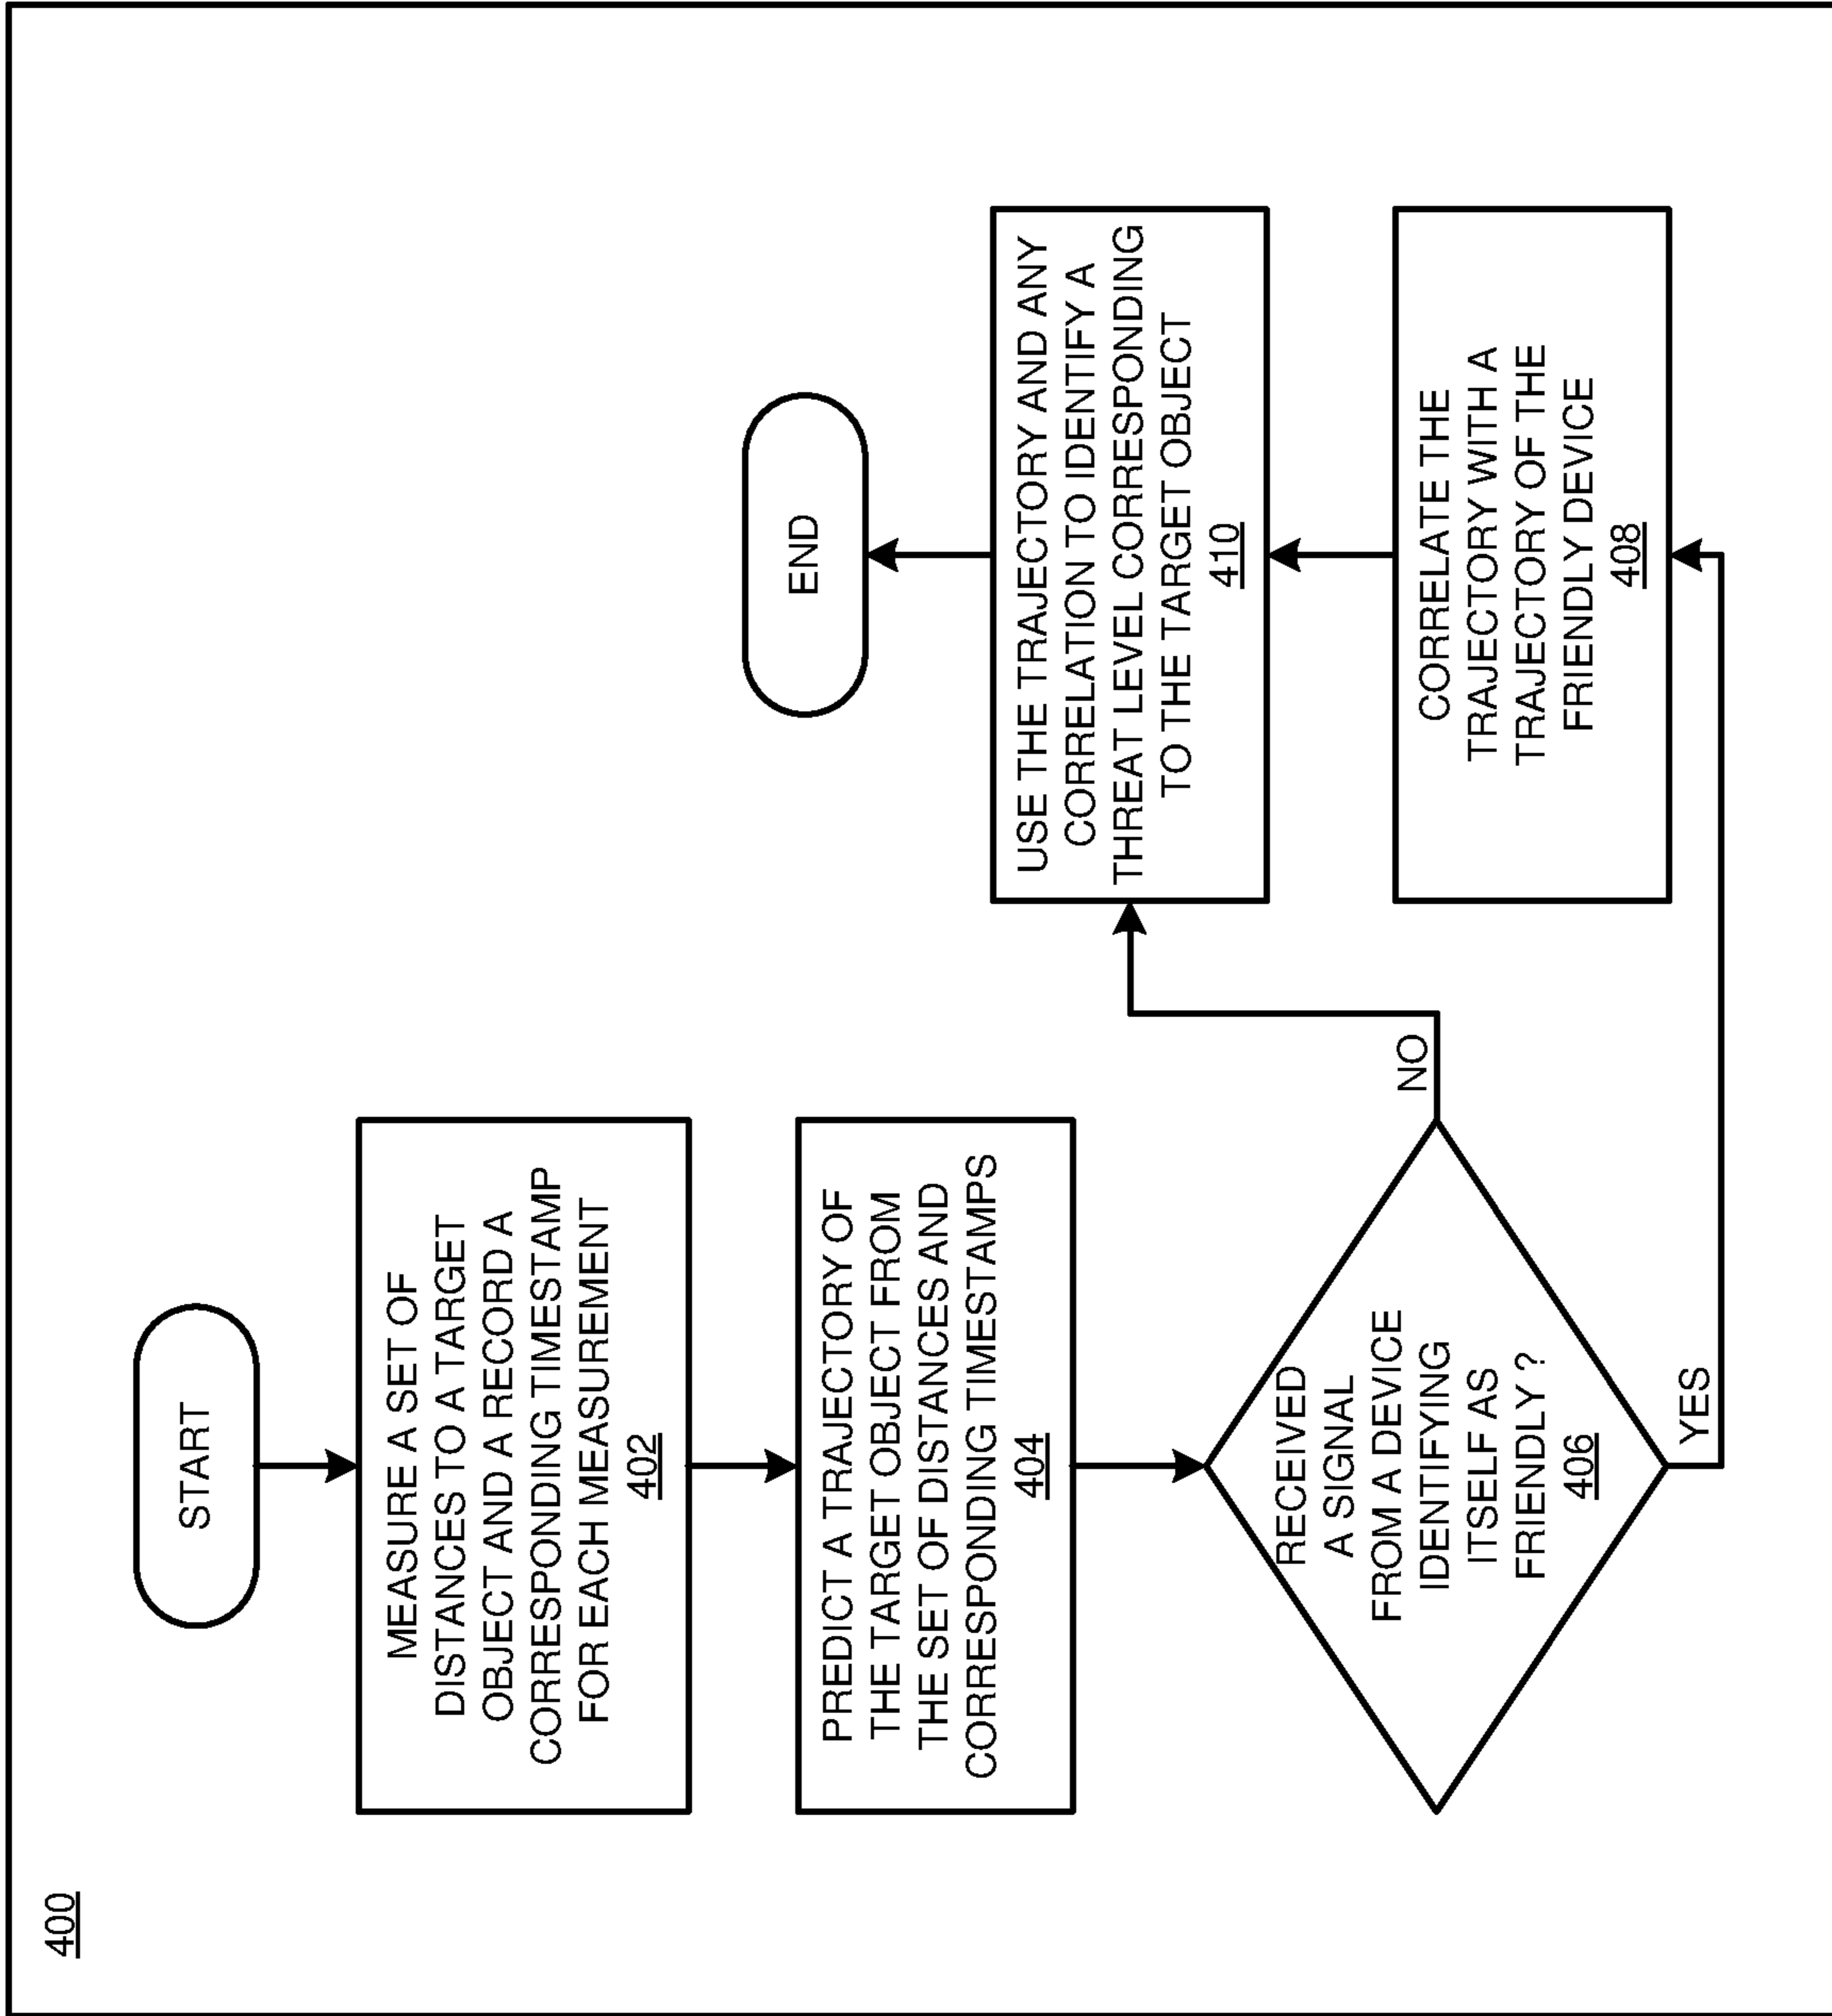 400
START
MEASURE A SET OF
DISTANCES TO A TARGET
OBJECT AND A RECORD A
CORRESPONDING TIMESTAMP
FOR EACH MEASUREMENT
402
PREDICT A TRAJECTORY OF
THE TARGET OBJECT FROM
THE SET OF DISTANCES AND
CORRESPONDING TIMESTAMPS
404
RECEIVED
A SIGNAL
FROM A DEVICE
IDENTIFYING
ITSELF AS
FRIENDLY?
406
NO
YES
CORRELATE THE
TRAJECTORY WITH A
TRAJECTORY OF THE
FRIENDLY DEVICE
408
USE THE TRAJECTORY AND ANY
CORRELATION TO IDENTIFY A
THREAT LEVEL CORRESPONDING
TO THE TARGET OBJECT
410
END